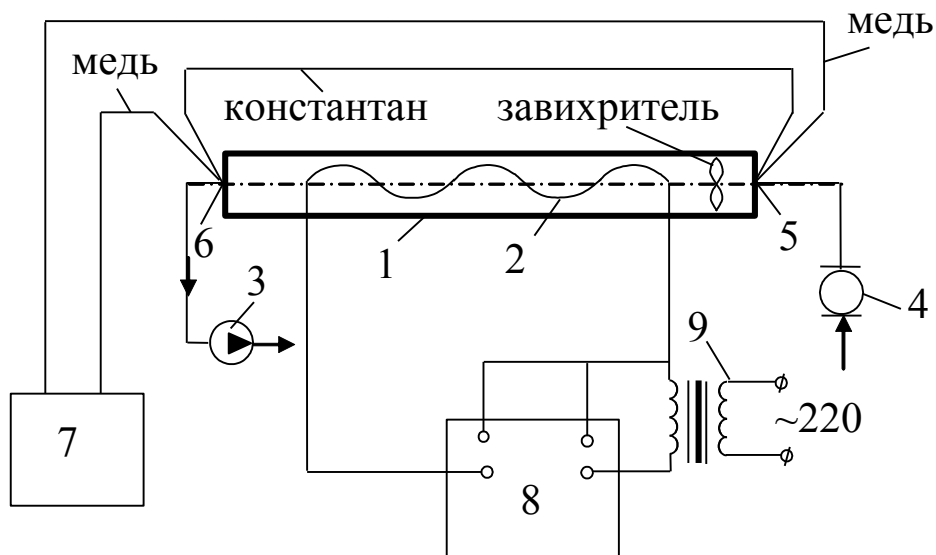 медь
медь
константан
завихритель
6
1
2
5
3
4
9
~220
7
8